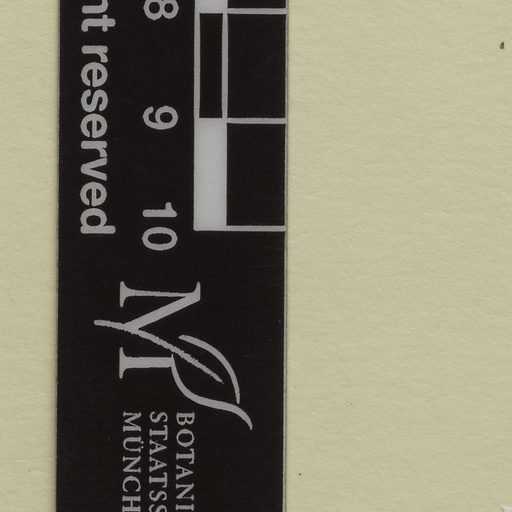 nt reserved
8 9 10
M
BOTANI
STAATSS
MÜNCH